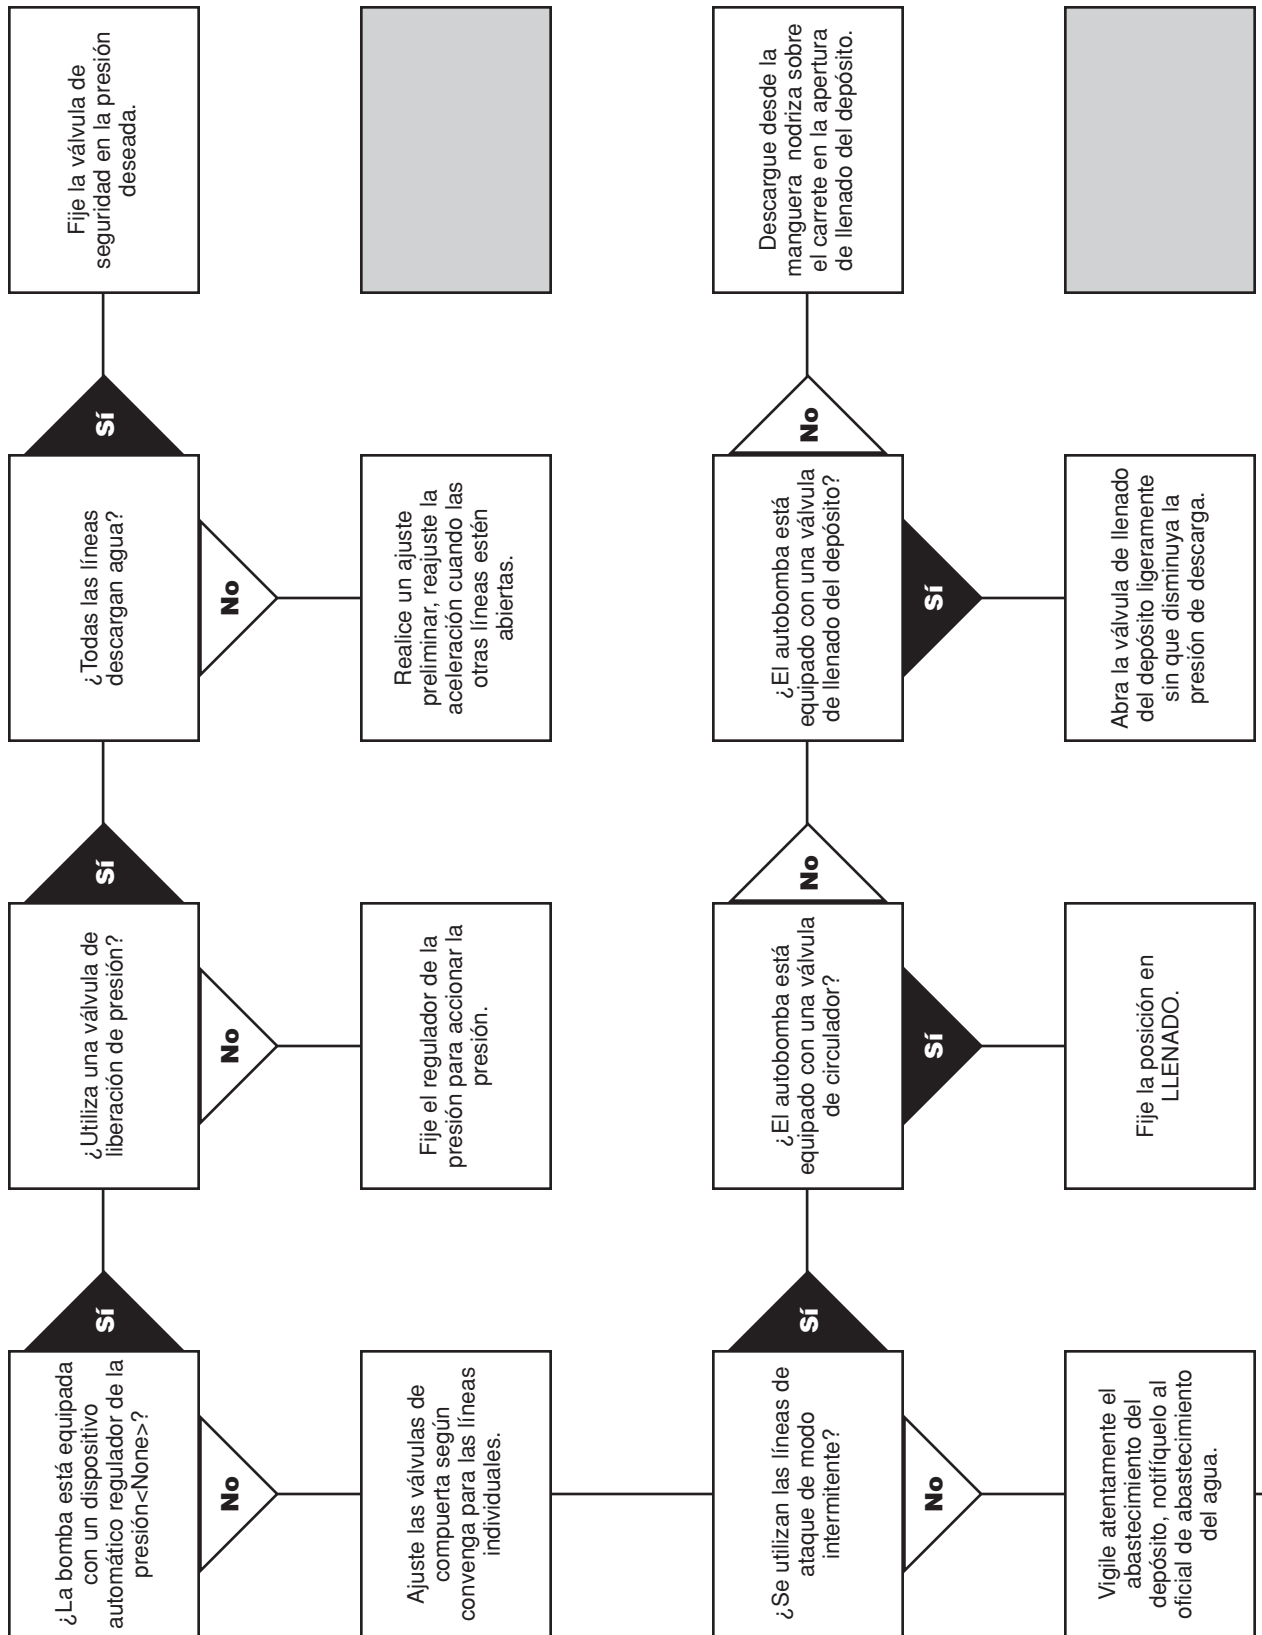 ¿La bomba está equipada
con un dispositivo
automático regulador de la
presión<None>?
Sí
¿Utiliza una válvula de
liberación de presión?
Sí
¿Todas las líneas
descargan agua?
Sí
Fije la válvula de
seguridad en la presión
deseada.
No
No
No
Ajuste las válvulas de
compuerta según
convenga para las líneas
individuales.
Fije el regulador de la
presión para accionar la
presión.
Realice un ajuste
preliminar, reajuste la
aceleración cuando las
otras líneas estén
abiertas.
¿Se utilizan las líneas de
ataque de modo
intermitente?
Sí
¿El autobomba está
equipado con una válvula
de circulador?
No
¿El autobomba está
equipado con una válvula
de llenado del depósito?
No
Descargue desde la
manguera nodriza sobre
el carrete en la apertura
de llenado del depósito.
No
Sí
Sí
Vigile atentamente el
abastecimiento del
depósito, notifíquelo al
oficial de abastecimiento
del agua.
Fije la posición en
LLENADO.
Abra la válvula de llenado
del depósito ligeramente
sin que disminuya la
presión de descarga.